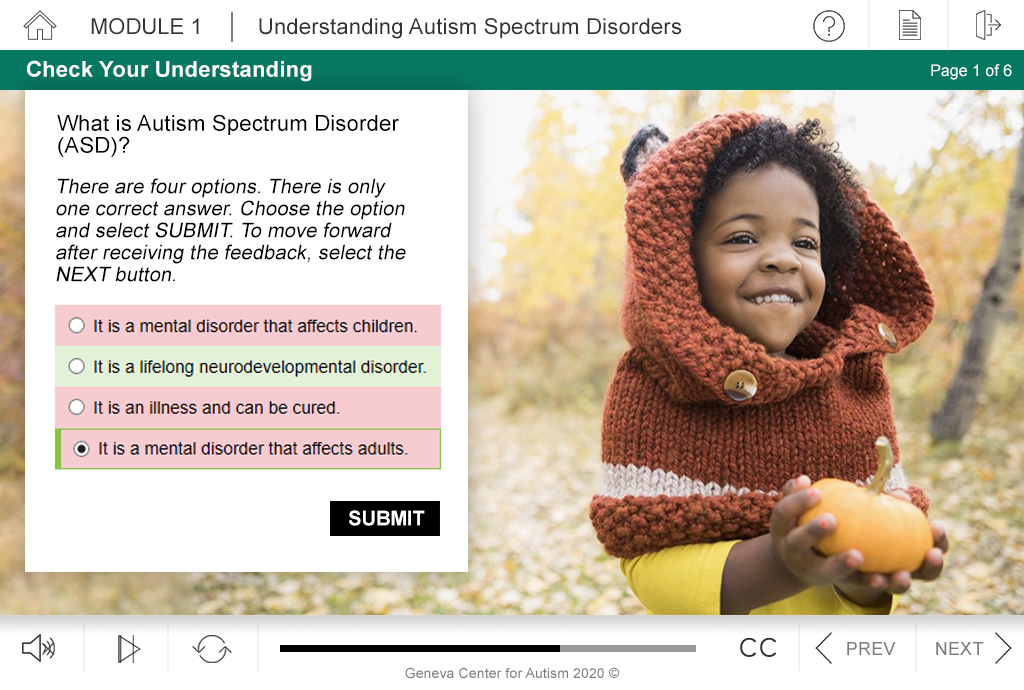 MODULE 1
Understanding Autism Spectrum Disorders
?
Check Your Understanding
Page 1 of 6
What is Autism Spectrum Disorder
(ASD)?
There are four options. There is only
one correct answer. Choose the option
and select SUBMIT. To move forward
after receiving the feedback, select the
NEXT button.
It is a mental disorder that affects children.
It is a lifelong neurodevelopmental disorder.
It is an illness and can be cured.
It is a mental disorder that affects adults.
SUBMIT
CC
PREV
NEXT
Geneva Center for Autism 2020 ©